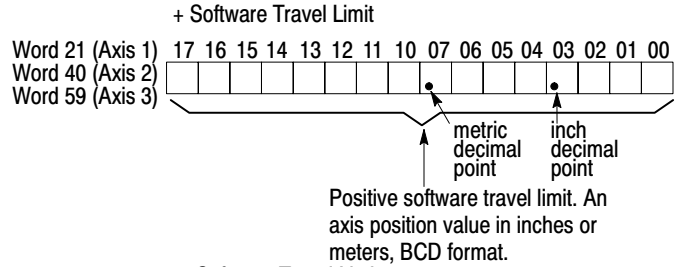 + Software Travel Limit
Word 21 (Axis 1) 17 16 15 14 13 12 11 10 07 06 05 04 03 02 01 00
Word 40 (Axis 2)
Word 59 (Axis 3)
metric decimal point
inch decimal point
Positive software travel limit. An
axis position value in inches or
meters, BCD format.